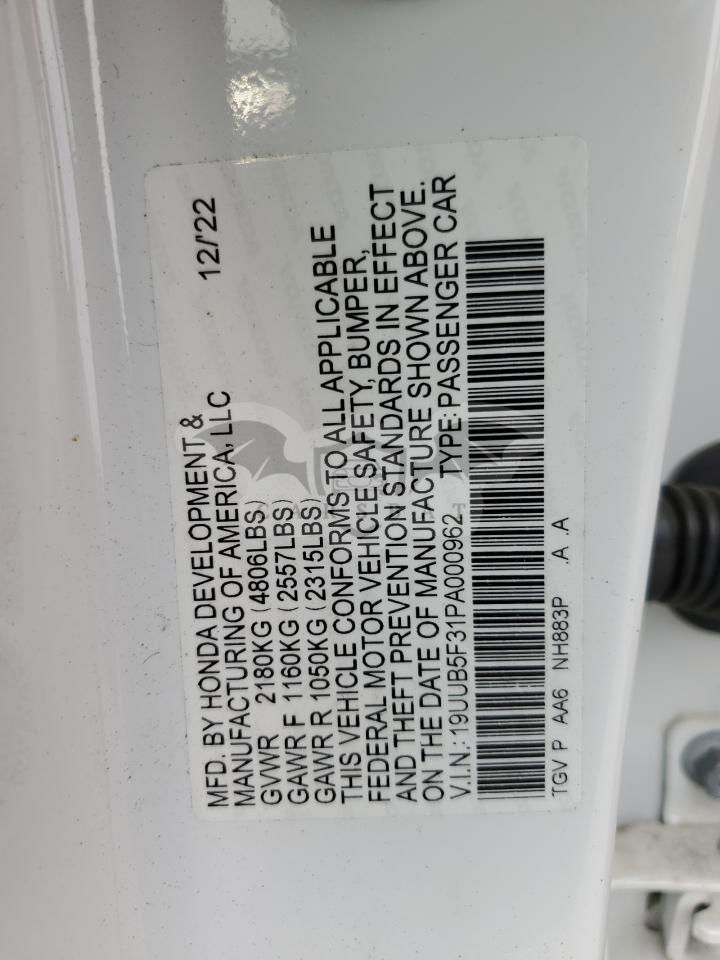 MFD. BY HONDA DEVELOPMENT & 12/'22
MANUFACTURING OF AMERICA, LLC
GVWR 2180KG (4806LBS)
GAWR F 1160KG (2557LBS)
GAWR R 1050KG (2315LBS)
THIS VEHICLE CONFORMS TO ALL APPLICABLE
FEDERAL MOTOR VEHICLE SAFETY, BUMPER,
AND THEFT PREVENTION STANDARDS IN EFFECT
ON THE DATE OF MANUFACTURE SHOWN ABOVE.
V.I.N.: 19UUB5F31PA000962 TYPE: PASSENGER CAR
TGV P AA6 NH883P .A .A